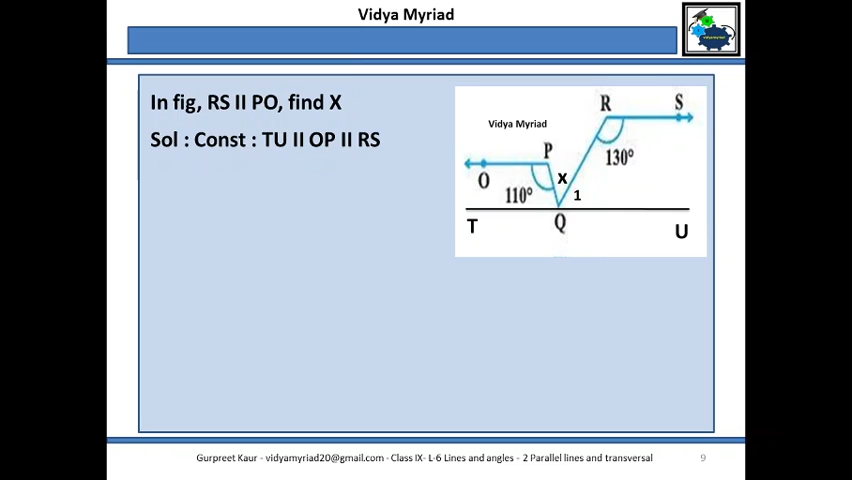 Vidya Myriad
vidyamyriad
In fig, RS II PO, find X
Sol : Const : TU II OP II RS
Vidya Myriad
R
S
P
130°
O
X
110°
1
T
Q
U
Gurpreet Kaur - vidyamyriad20@gmail.com - Class IX- L-6 Lines and angles - 2 Parallel lines and transversal
9